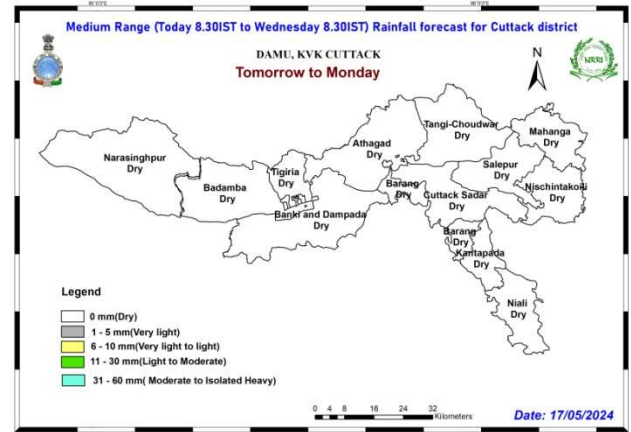 Medium Range (Today 8.30IST to Wednesday 8.30IST) Rainfall forecast for Cuttack district
DAMU, KVK CUTTACK
Tomorrow to Monday
N
NRRI
Tangi-Choudwar
Dry
Mahanga
Dry
Athagad
Dry
Narasinghpur
Dry
Tigiria
Dry
Salepur
Dry
Badamba
Dry
Barang
Dry
Cuttack Sadar
Dry
Nischintakoili
Dry
Banki and Dampada
Dry
Barang
Dry
Kantapada
Dry
Niali
Dry
Legend
0 mm(Dry)
1 - 5 mm(Very light)
6 - 10 mm(Very light to light)
11 - 30 mm(Light to Moderate)
31 - 60 mm( Moderate to Isolated Heavy)
0 4 8 16 24 32
Kilometers
Date: 17/05/2024